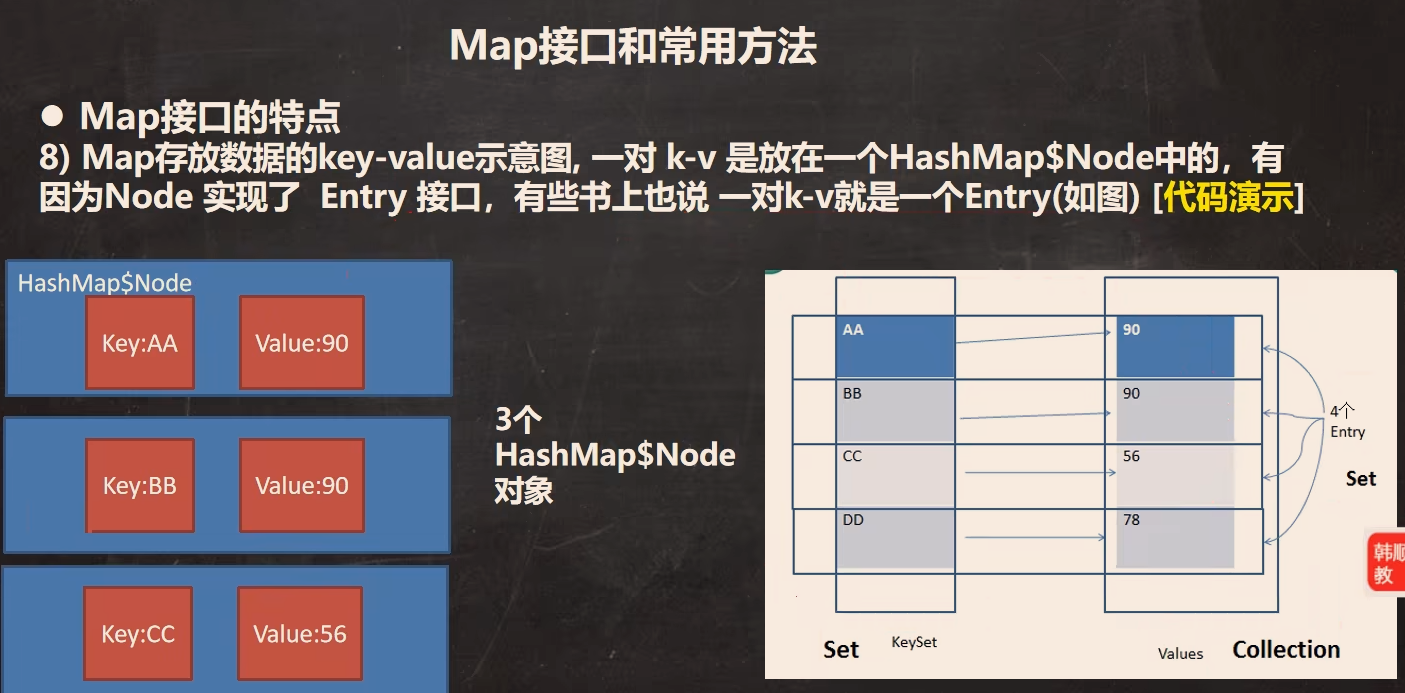 Map接口和常用方法
● Map接口的特点
8) Map存放数据的key-value示意图, 一对 k-v 是放在一个HashMap$Node中的，有
因为Node 实现了 Entry 接口，有些书上也说 一对k-v就是一个Entry(如图) [代码演示]
HashMap$Node
Key:AA
Value:90
Key:BB
Value:90
Key:CC
Value:56
3个
HashMap$Node
对象
AA
90
BB
90
CC
56
DD
78
4个
Entry
Set
Set
KeySet
Values
Collection
韩顺
教